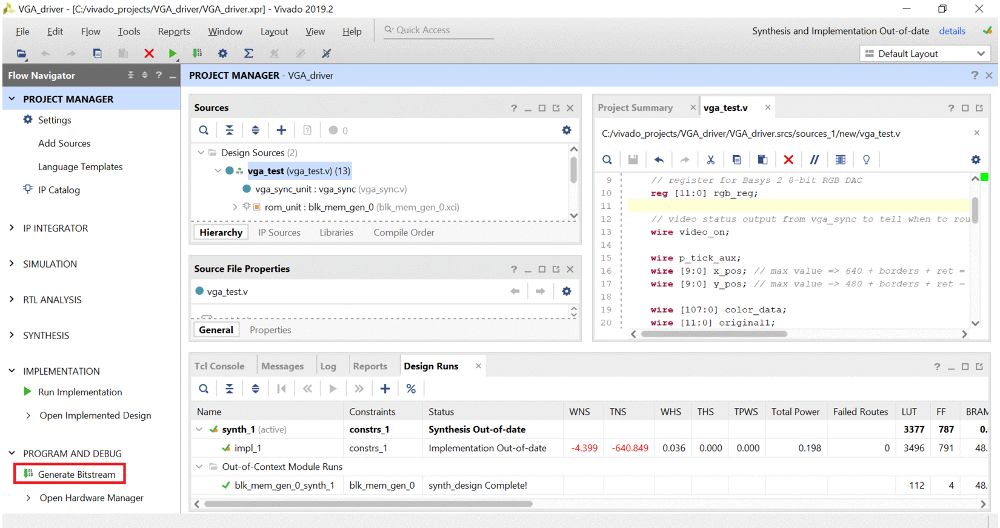 VGA_driver - [C:/vivado_projects/VGA_driver/VGA_driver.xpr] - Vivado 2019.2
File Edit Flow Tools Reports Window Layout View Help Quick Access
Synthesis and Implementation Out-of-date details
Default Layout
Flow Navigator ?
PROJECT MANAGER - VGA_driver ?
PROJECT MANAGER
Settings
Add Sources
Language Templates
IP Catalog
IP INTEGRATOR
SIMULATION
RTL ANALYSIS
SYNTHESIS
IMPLEMENTATION
Run Implementation
Open Implemented Design
PROGRAM AND DEBUG
Generate Bitstream
Open Hardware Manager
Sources ?
0
Design Sources (2)
vga_test (vga_test.v) (13)
vga_sync_unit : vga_sync (vga_sync.v)
rom_unit : blk_mem_gen_0 (blk_mem_gen_0.xci)
Hierarchy IP Sources Libraries Compile Order
Source File Properties ?
vga_test.v
General Properties
Project Summary vga_test.v ?
C:/vivado_projects/VGA_driver/VGA_driver.srcs/sources_1/new/vga_test.v
9 // register for Basys 2 8-bit RGB DAC
10 reg [11:0] rgb_reg;
11
12 // video status output from vga_sync to tell when to rou
13 wire video_on;
14
15 wire p_tick_aux;
16 wire [9:0] x_pos; // max value => 640 + borders + ret =
17 wire [9:0] y_pos; // max value => 480 + borders + ret =
18
19 wire [107:0] color_data;
20 wire [11:0] original1;
Tcl Console Messages Log Reports Design Runs ?
%
Name Constraints Status WNS TNS WHS THS TPWS Total Power Failed Routes LUT FF BRAM
synth_1 (active) constrs_1 Synthesis Out-of-date 3377 787 0.
impl_1 constrs_1 Implementation Out-of-date -4.399 -640.849 0.036 0.000 0.000 0.198 0 3496 791 48.
Out-of-Context Module Runs
blk_mem_gen_0_synth_1 blk_mem_gen_0 synth_design Complete! 112 4 48.